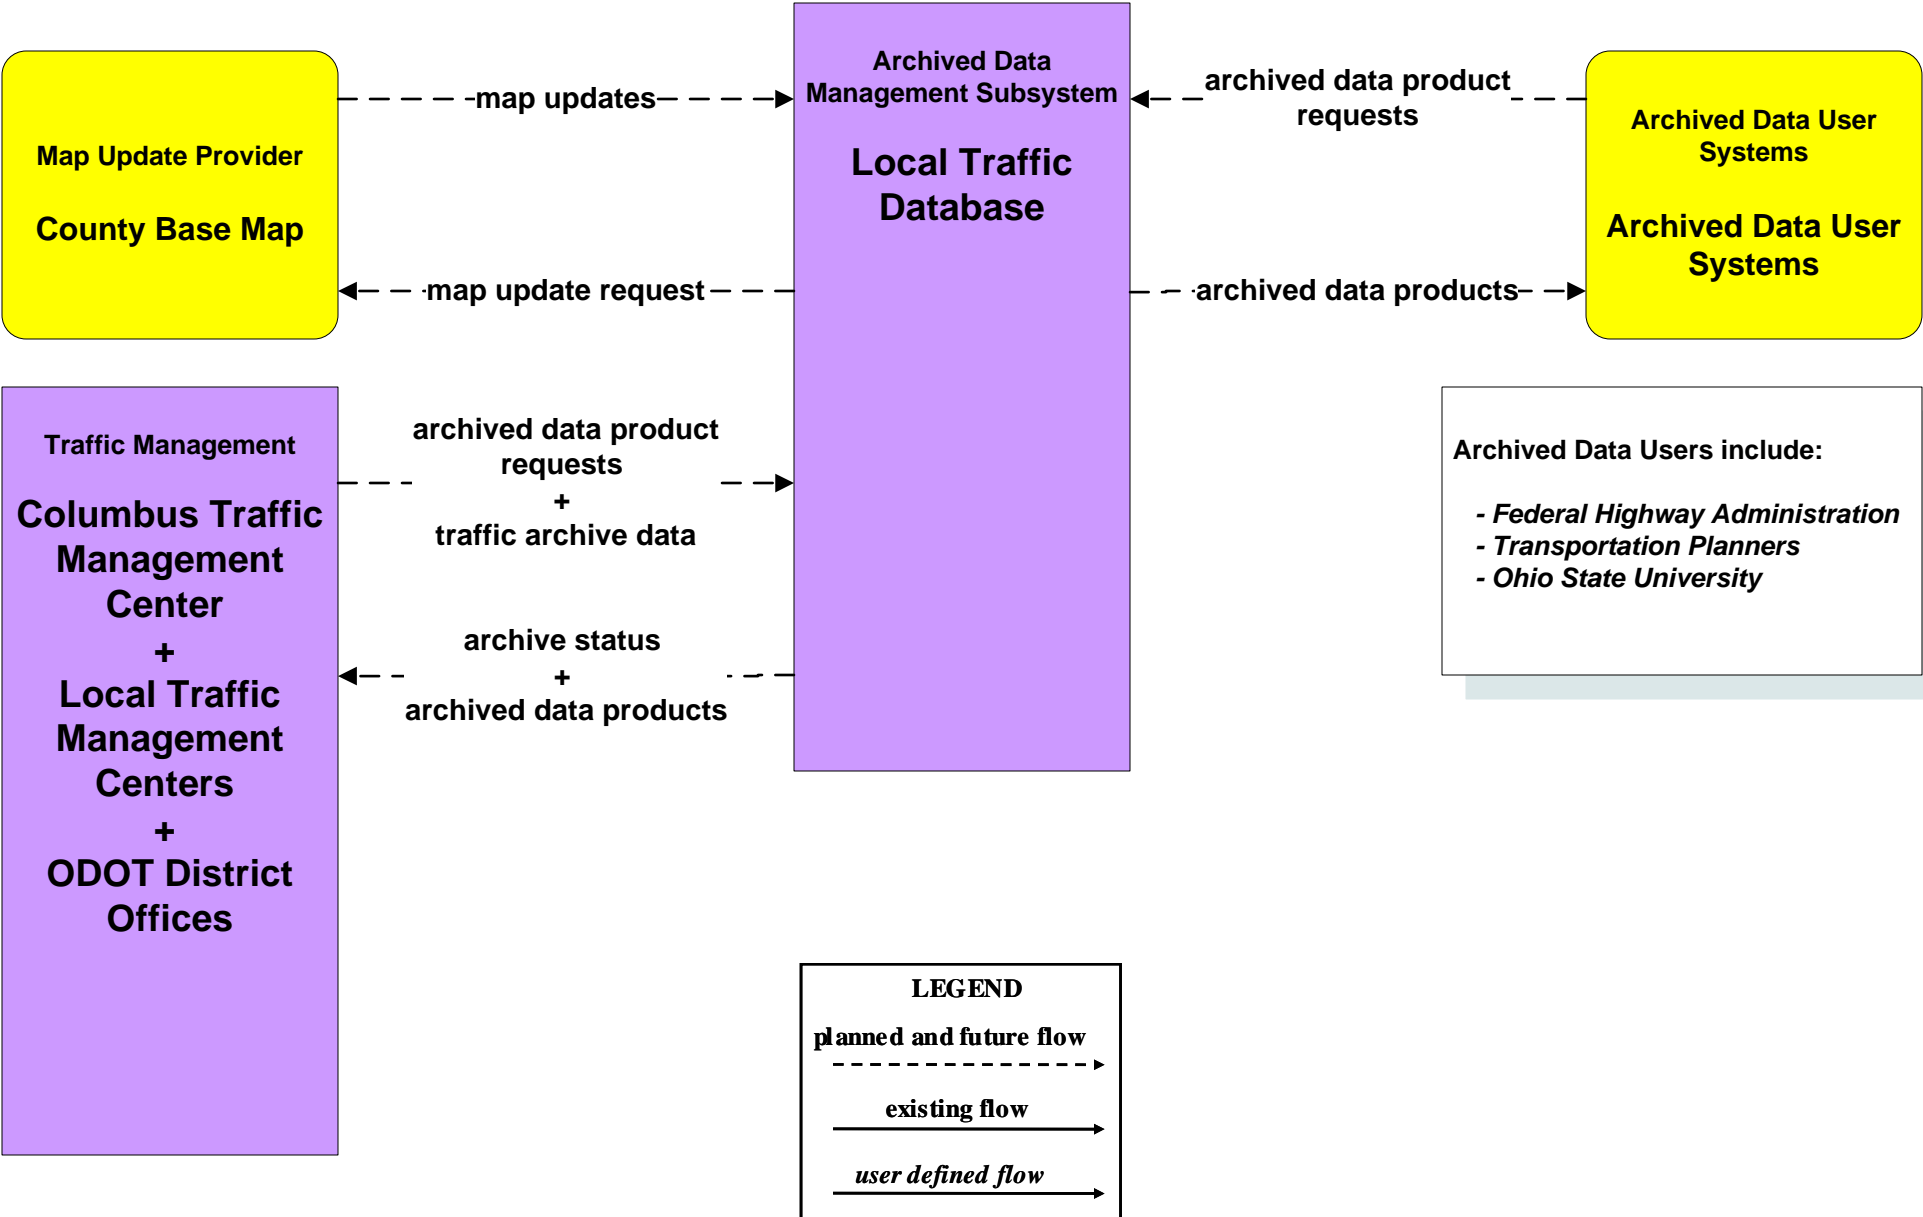 Map Update Provider
County Base Map
map updates
map update request
Archived Data
Management Subsystem
Local Traffic
Database
archived data product
requests
archived data products
Archived Data User
Systems
Archived Data User
Systems
Traffic Management
Columbus Traffic
Management
Center
+
Local Traffic
Management
Centers
+
ODOT District
Offices
archived data product
requests
+
traffic archive data
archive status
+
archived data products
Archived Data Users include:
- Federal Highway Administration
- Transportation Planners
- Ohio State University
LEGEND
planned and future flow
existing flow
user defined flow